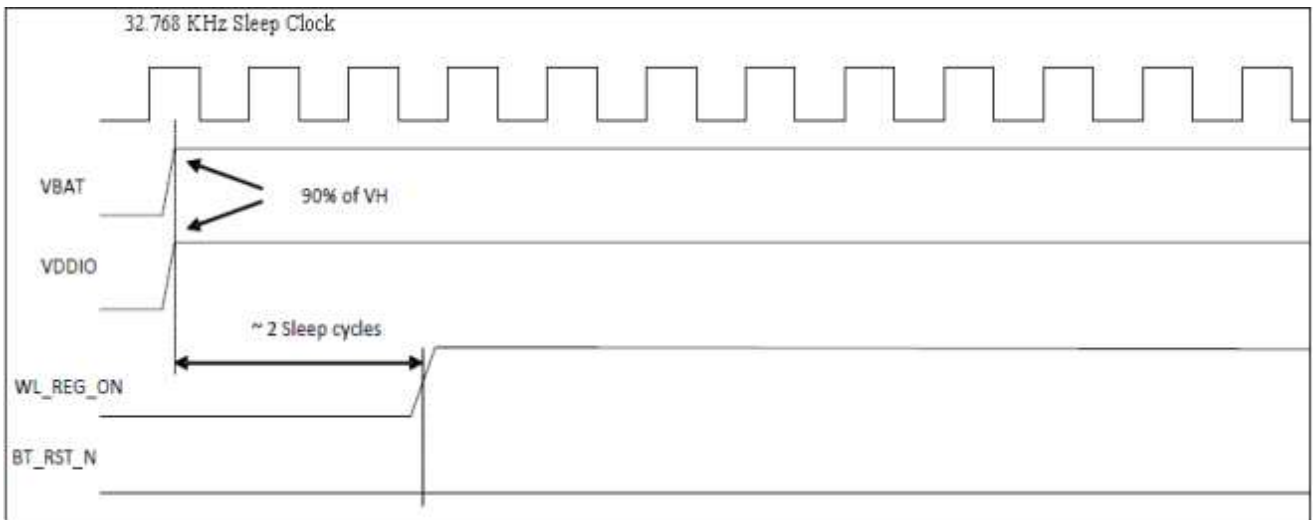 32.768 KHz Sleep Clock
VBAT
90% of VH
VDDIO
~ 2 Sleep cycles
WL_REG_ON
BT_RST_N